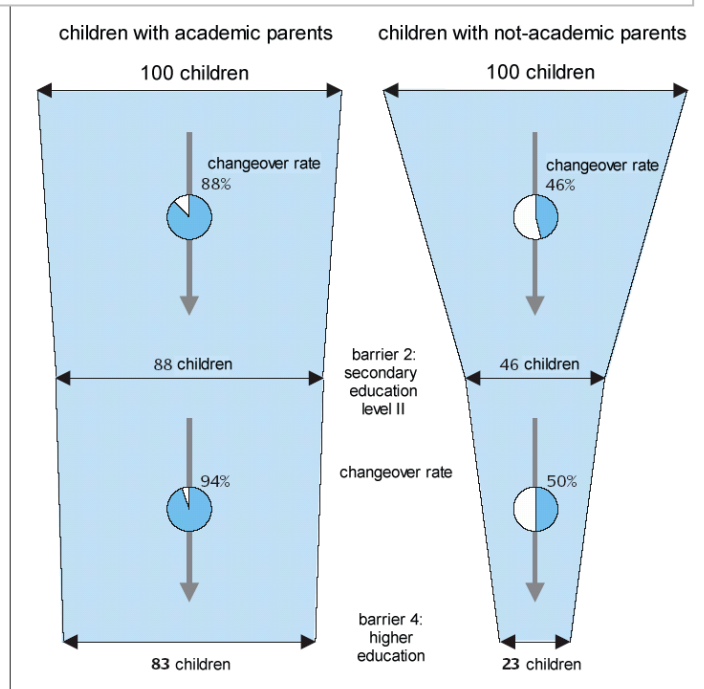 children with academic parents
children with not-academic parents
100 children
100 children
changeover rate
88%
changeover rate
46%
88 children
barrier 2:
secondary
education
level II
46 children
94%
changeover rate
50%
barrier 4:
higher
education
83 children
23 children